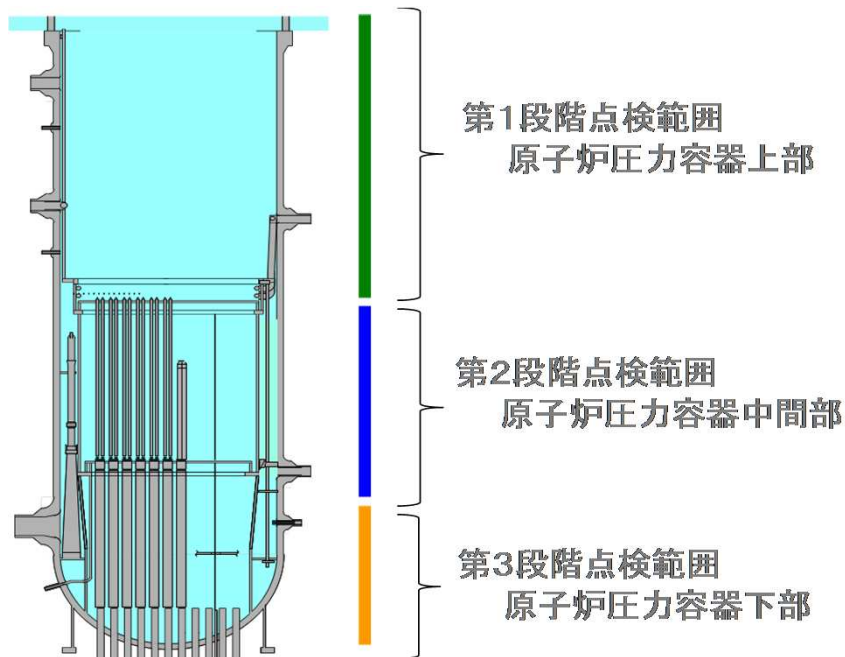 第1段階点検範囲
原子炉圧力容器上部
第2段階点検範囲
原子炉圧力容器中間部
第3段階点検範囲
原子炉圧力容器下部